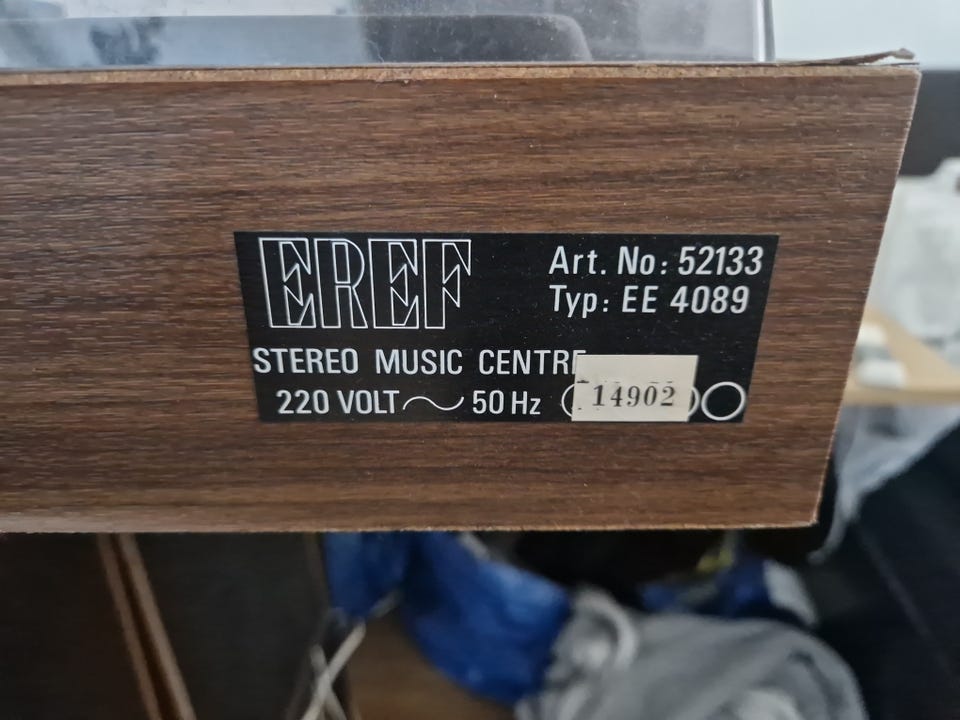 EREF
Art. No: 52133
Typ: EE 4089
STEREO MUSIC CENTRE
220 VOLT ~ 50 Hz
14902